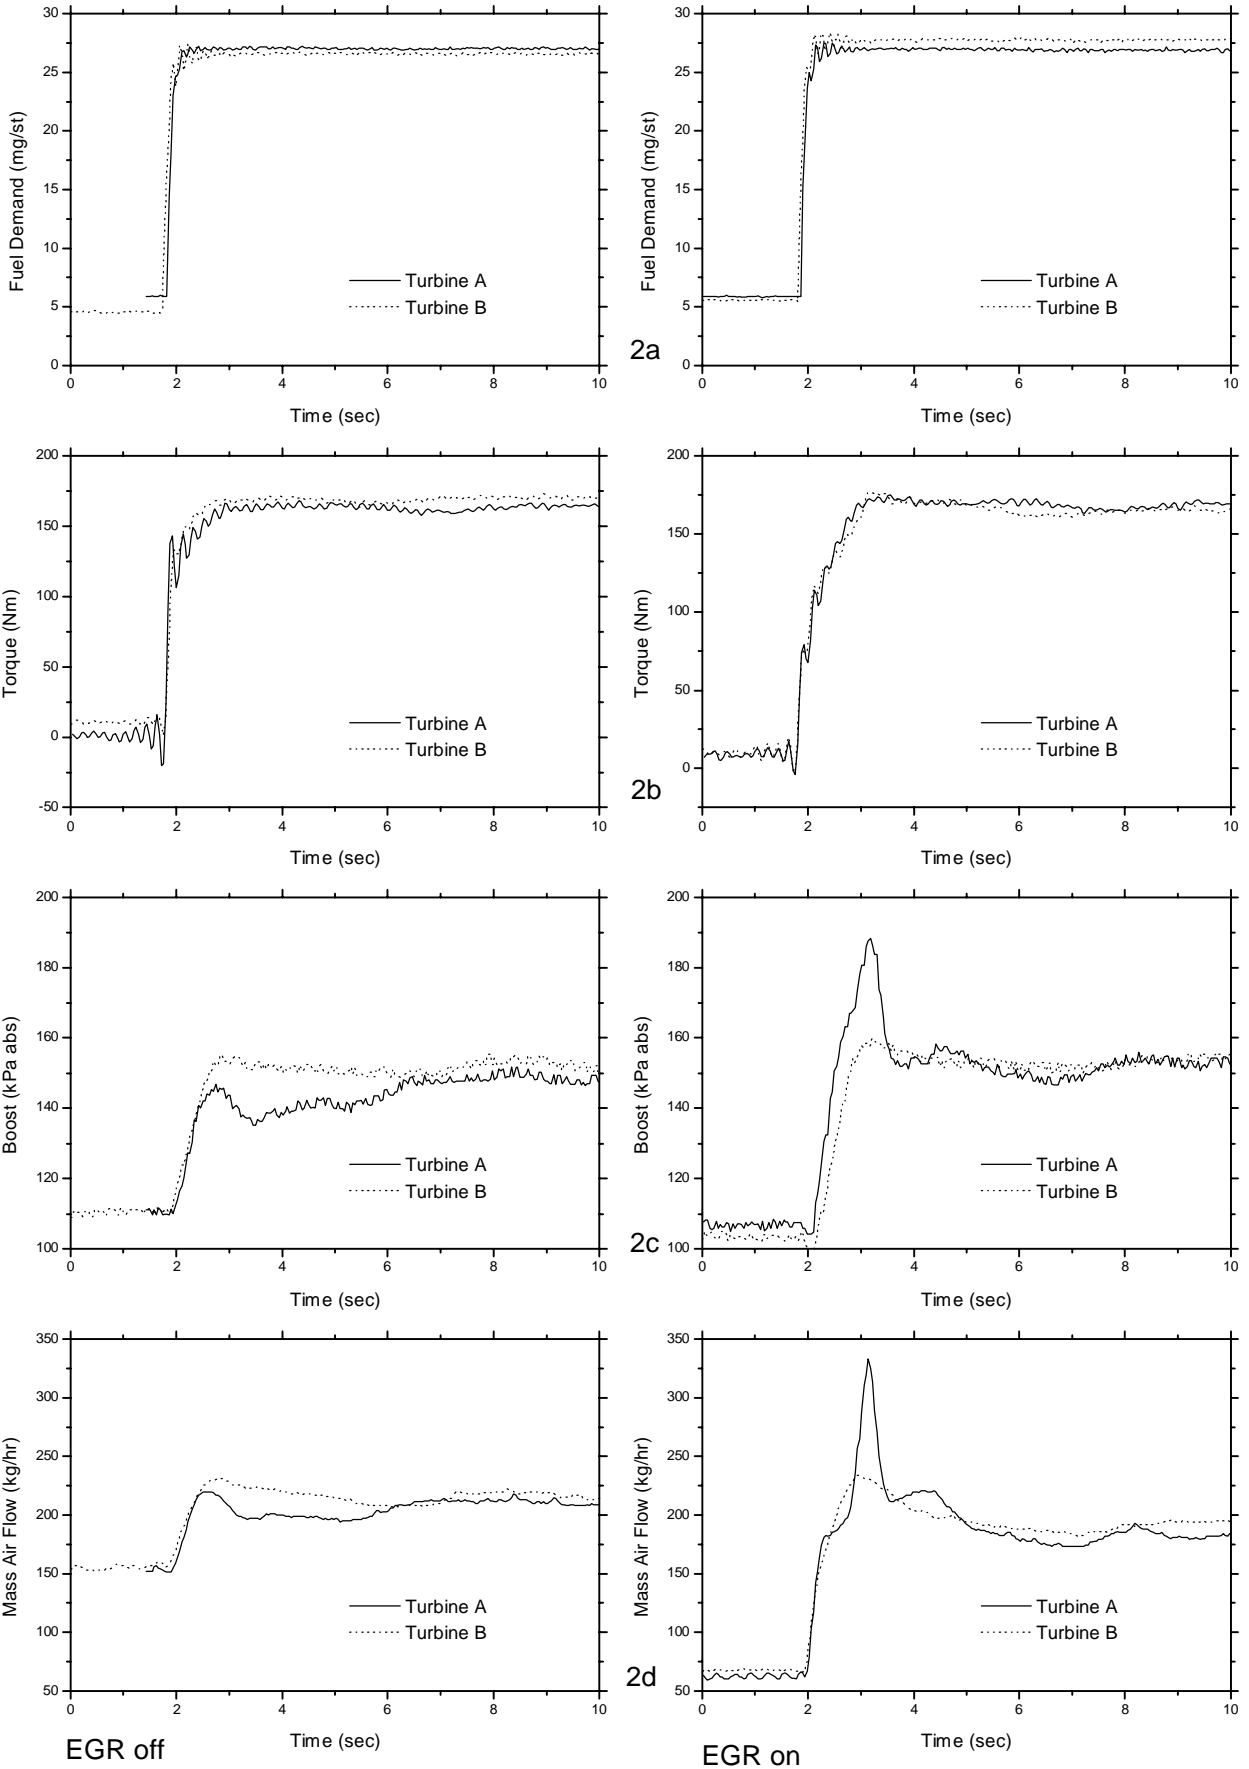 30
25
20
15
10
5
0
Fuel Demand (mg/st)
Turbine A
Turbine B
0 2 4 6 8 10
Time (sec)
2a
30
25
20
15
10
5
0
Fuel Demand (mg/st)
Turbine A
Turbine B
0 2 4 6 8 10
Time (sec)
200
150
100
50
0
-50
Torque (Nm)
Turbine A
Turbine B
0 2 4 6 8 10
Time (sec)
2b
200
150
100
50
0
Torque (Nm)
Turbine A
Turbine B
0 2 4 6 8 10
Time (sec)
200
180
160
140
110
100
Boost (kPa abs)
Turbine A
Turbine B
0 2 4 6 8 10
Time (sec)
2c
200
180
160
140
110
100
Boost (kPa abs)
Turbine A
Turbine B
0 2 4 6 8 10
Time (sec)
350
300
250
200
150
100
50
Mass Air Flow (kg/hr)
Turbine A
Turbine B
0 2 4 6 8 10
Time (sec)
2d
350
300
250
200
150
100
50
Mass Air Flow (kg/hr)
Turbine A
Turbine B
0 2 4 6 8 10
Time (sec)
EGR off
EGR on